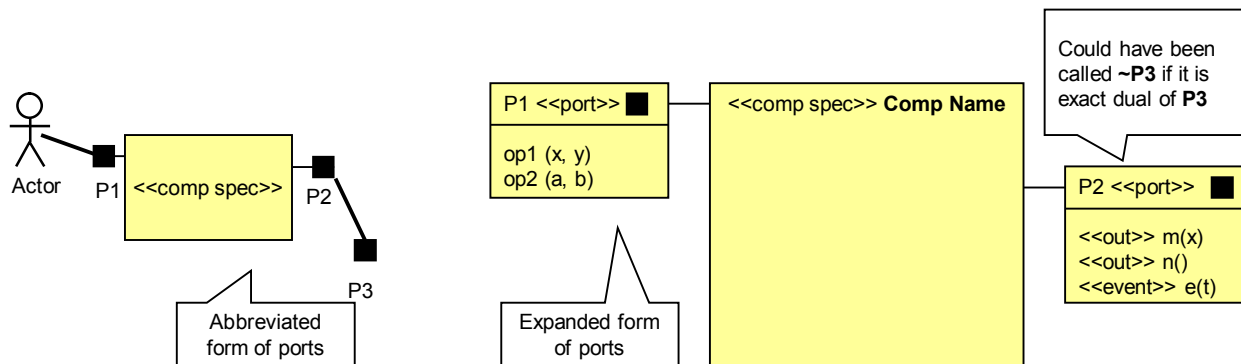 Actor
P1
<<comp spec>>
P2
P3
Abbreviated
form of ports
P1 <<port>>
op1 (x, y)
op2 (a, b)
Expanded form
of ports
<<comp spec>> Comp Name
Could have been
called ~P3 if it is
exact dual of P3
P2 <<port>>
<<out>> m(x)
<<out>> n()
<<event>> e(t)